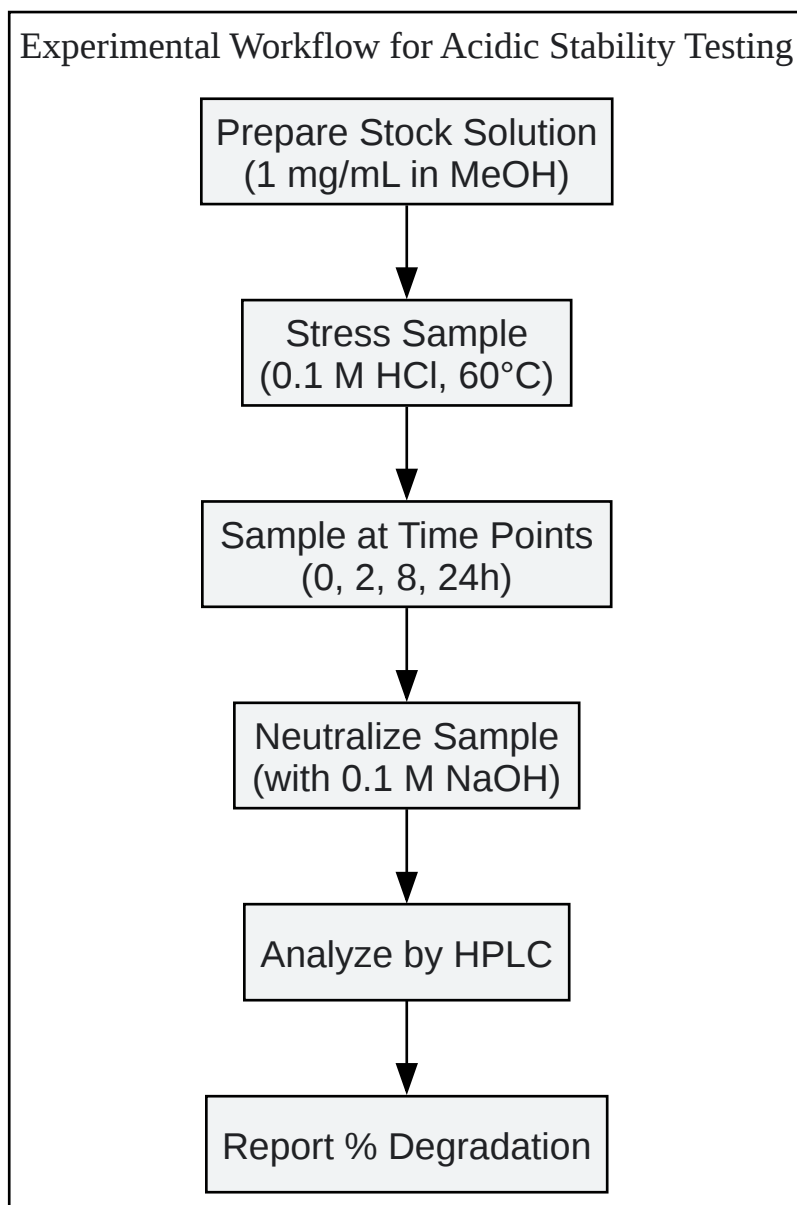 Experimental Workflow for Acidic Stability Testing
Prepare Stock Solution
(1 mg/mL in MeOH)
Stress Sample
(0.1 M HCl, 60°C)
Sample at Time Points
(0, 2, 8, 24h)
Neutralize Sample
(with 0.1 M NaOH)
Analyze by HPLC
Report % Degradation